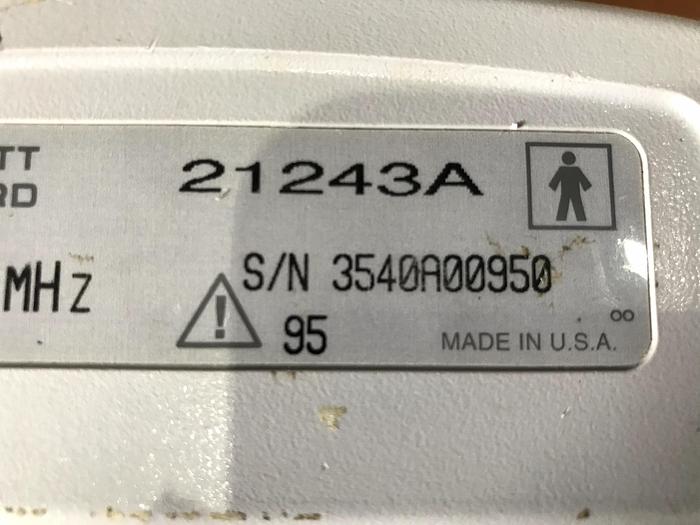 TT
RD
21243A
MHz
S/N 3540A00950
95
MADE IN U.S.A.